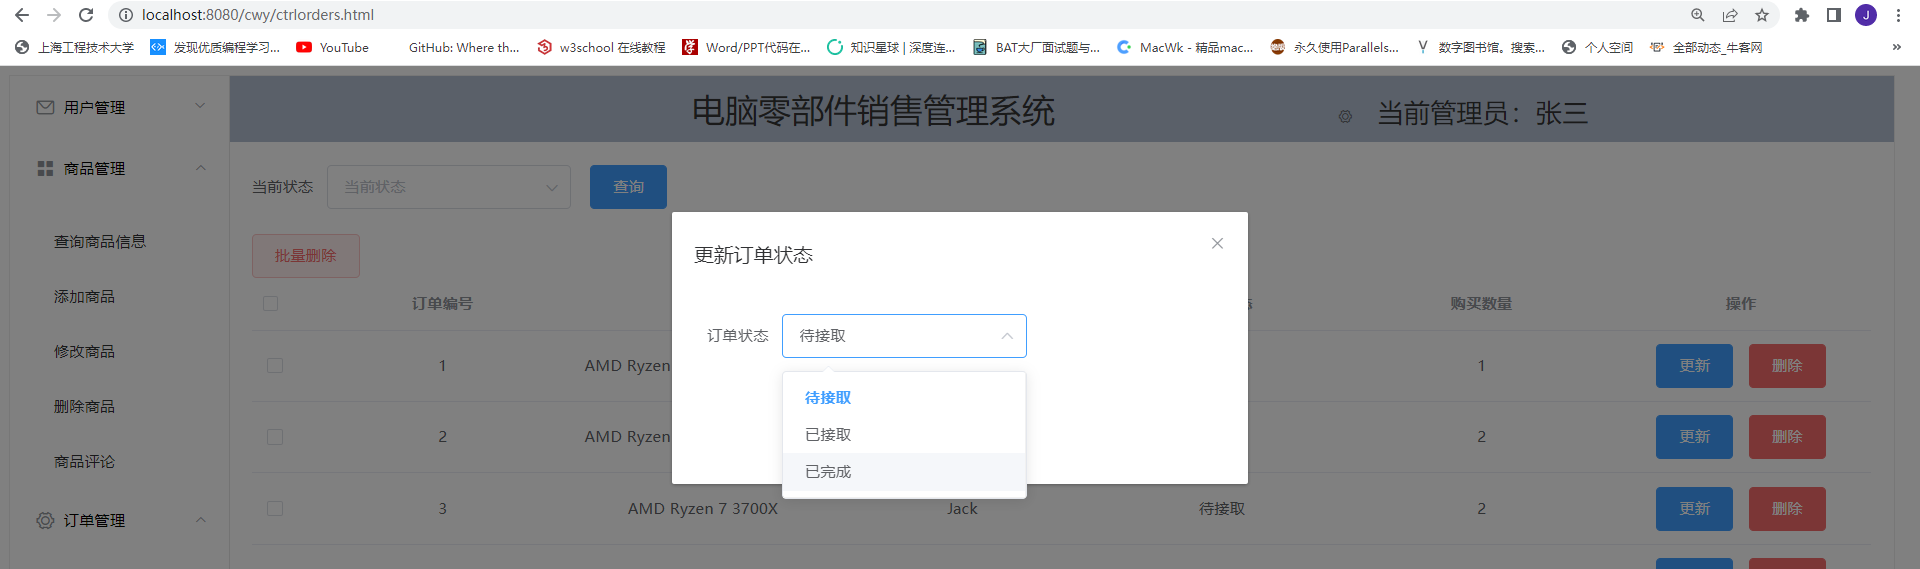 localhost:8080/cwy/ctrlorders.html
J
上海工程技术大学 发现优质编程学习... YouTube GitHub: Where th... w3school 在线教程 Word/PPT代码在... 知识星球 | 深度连... BAT大厂面试题与... MacWk - 精品mac... 永久使用Parallels... 数字图书馆。搜索... 个人空间 全部动态_牛客网 »
用户管理
电脑零部件销售管理系统
当前管理员：张三
商品管理
当前状态 当前状态 查询
查询商品信息
批量删除
更新订单状态
添加商品
订单编号 购买数量 操作
订单状态 待接取
修改商品
1 AMD Ryzen 1 更新 删除
待接取
删除商品
已接取
2 AMD Ryzen 2 更新 删除
商品评论
已完成
3 AMD Ryzen 7 3700X Jack 待接取 2 更新 删除
订单管理